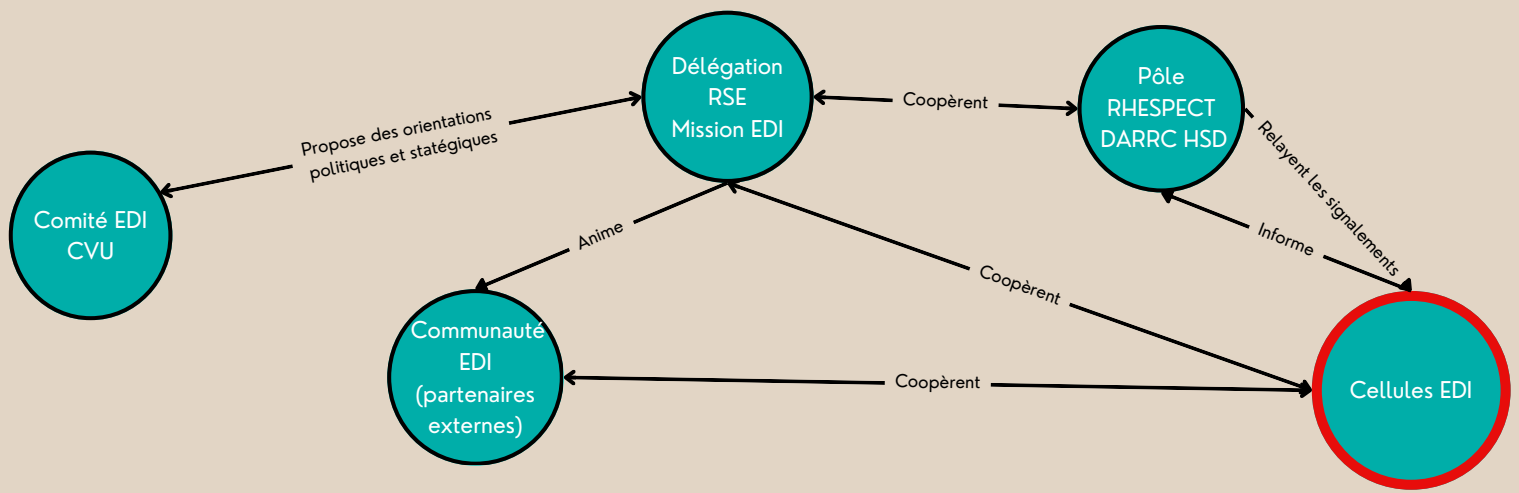 Délégation
RSE
Mission EDI
Coopèrent
Pôle
RHESPECT
DARRC HSD
Propose des orientations
politiques et statégiques
Relayent les signalements
Comité EDI
CVU
Anime
Informe
Coopèrent
Communauté
EDI
(partenaires
externes)
Coopèrent
Cellules EDI